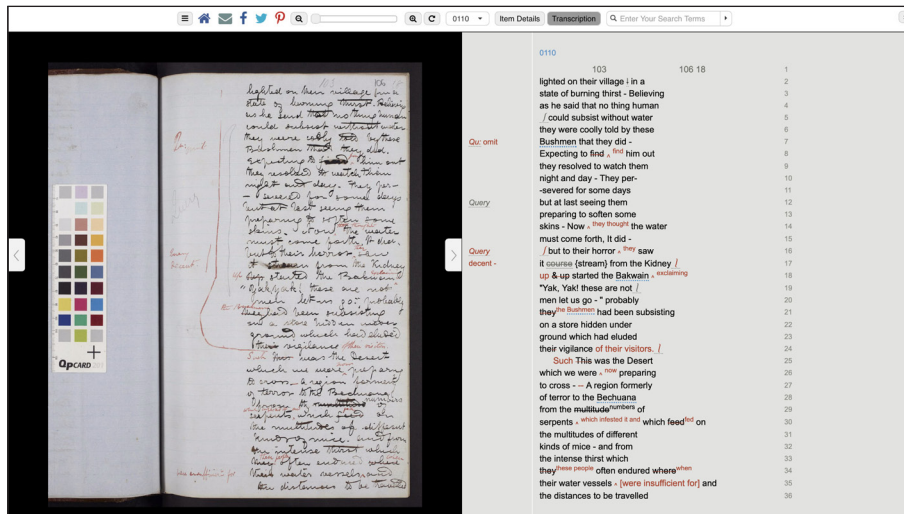 0110
Item Details
Transcription
Enter Your Search Terms
QPCARD 201
0110
103 106 18 1
lighted on their village in a 2
state of burning thirst - Believing 3
as he said that no thing human 4
/ could subsist without water 5
they were coolly told by these 6
Qu: omit Bushmen that they did - 7
Expecting to find ^ find him out 8
they resolved to watch them 9
night and day - They per- 10
-severed for some days 11
Query but at last seeing them 12
preparing to soften some 13
skins - Now ^ they thought the water 14
must come forth, It did - 15
Query / but to their horror ^ they saw 16
decent - it course {stream} from the Kidney / 17
up & up started the Bakwain ^ exclaiming 18
"Yak, Yak! these are not / 19
men let us go - " probably 20
they the Bushmen had been subsisting 21
on a store hidden under 22
ground which had eluded 23
their vigilance of their visitors. / 24
Such This was the Desert 25
which we were ^ now preparing 26
to cross - -- A region formerly 27
of terror to the Bechuana 28
from the multitude numbers of 29
serpents ^ which infested it and which feed fed on 30
the multitudes of different 31
kinds of mice - and from 32
the intense thirst which 33
they these people often endured where when 34
their water vessels ^ [were insufficient for] and 35
the distances to be travelled 36